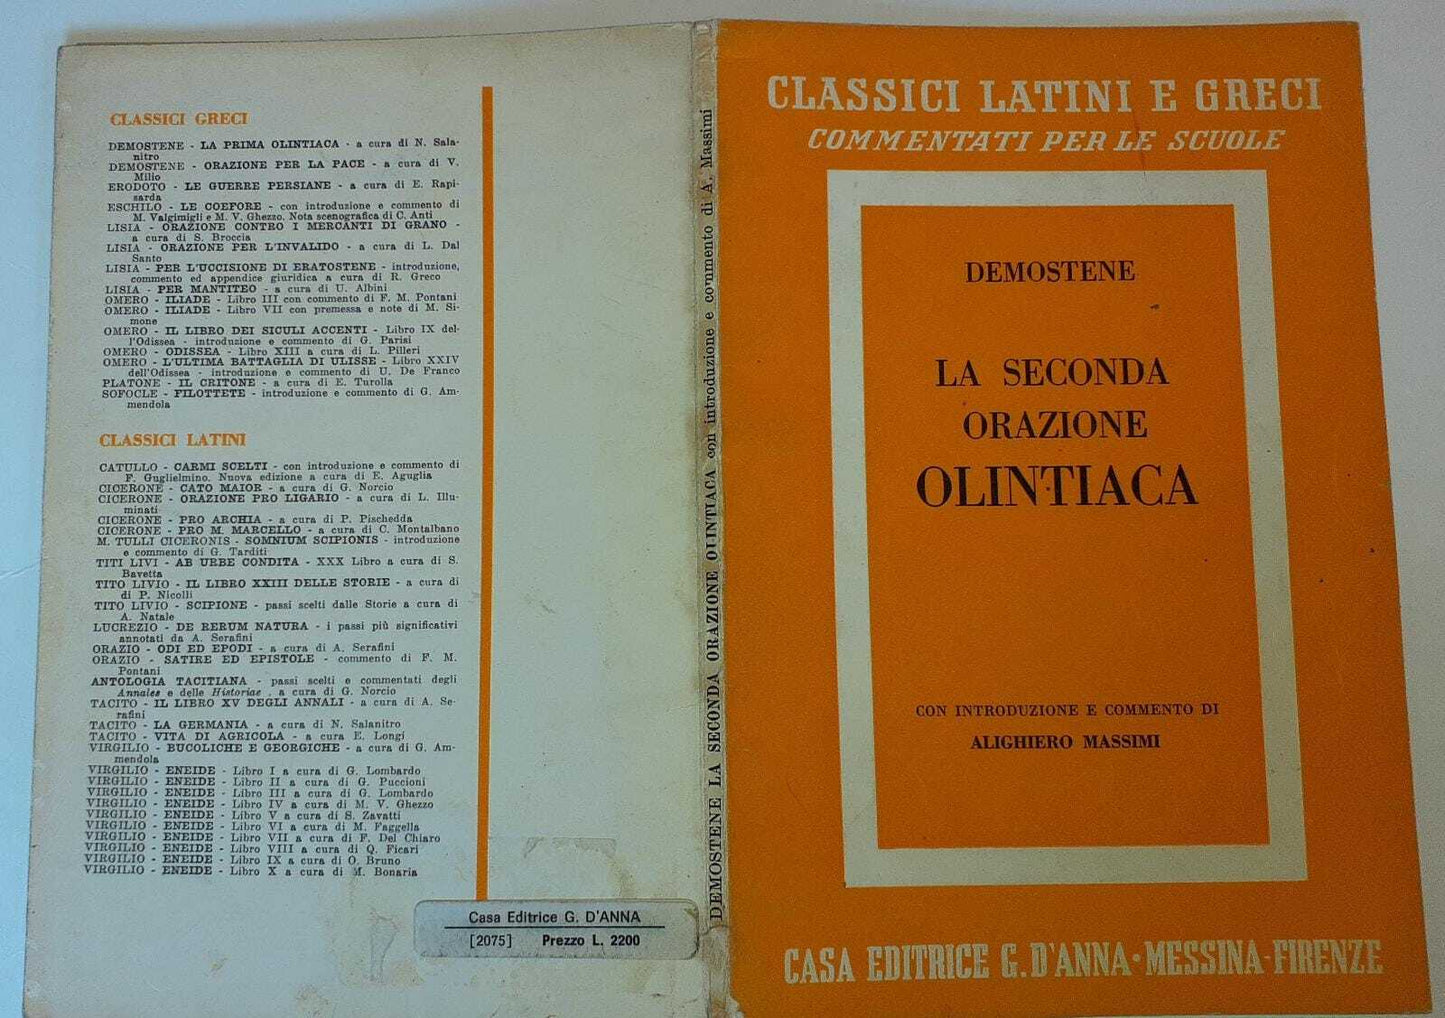 CLASSICI GRECI
DEMOSTENE - LA PRIMA OLINTIACA - a cura di N. Sala-
nitro
DEMOSTENE - ORAZIONE PER LA PACE - a cura di V.
Milio
ERODOTO - LE GUERRE PERSIANE - a cura di E. Rapi-
sarda
ESCHILO - LE COEFORE - con introduzione e commento di
M. Valgimigli e M. V. Ghezzo. Nota scenografica di C. Anti
LISIA - ORAZIONE CONTRO I MERCANTI DI GRANO -
a cura di S. Broccia
LISIA - ORAZIONE PER L'INVALIDO - a cura di L. Dal
Santo
LISIA - PER L'UCCISIONE DI ERATOSTENE - introduzione,
commento ed appendice giuridica a cura di R. Greco
LISIA - PER MANTITEO - a cura di U. Albini
OMERO - ILIADE - Libro III con commento di F. M. Pontani
OMERO - ILIADE - Libro VII con premessa e note di M. Si-
mone
OMERO - IL LIBRO DEI SICULI ACCENTI - Libro IX del-
l'Odissea - introduzione e commento di G. Parisi
OMERO - ODISSEA - Libro XIII a cura di L. Pilleri
OMERO - L'ULTIMA BATTAGLIA DI ULISSE - Libro XXIV
dell'Odissea - introduzione e commento di U. De Franco
PLATONE - IL CRITONE - a cura di E. Turolla
SOFOCLE - FILOTTETE - introduzione e commento di G. Am-
mendola
CLASSICI LATINI
CATULLO - CARMI SCELTI - con introduzione e commento di
F. Guglielmino. Nuova edizione a cura di E. Aguglia
CICERONE - CATO MAIOR - a cura di G. Norcio
CICERONE - ORAZIONE PRO LIGARIO - a cura di L. Illu-
minati
CICERONE - PRO ARCHIA - a cura di P. Pischedda
CICERONE - PRO M. MARCELLO - a cura di C. Montalbano
M. TULLI CICERONIS - SOMNIUM SCIPIONIS - introduzione
e commento di G. Tarditi
TITI LIVI - AB URBE CONDITA - XXX Libro a cura di S.
Bavetta
TITO LIVIO - IL LIBRO XXIII DELLE STORIE - a cura di
di P. Nicolli
TITO LIVIO - SCIPIONE - passi scelti dalle Storie a cura di
A. Natale
LUCREZIO - DE RERUM NATURA - i passi più significativi
annotati da A. Serafini
ORAZIO - ODI ED EPODI - a cura di A. Serafini
ORAZIO - SATIRE ED EPISTOLE - commento di F. M.
Pontani
ANTOLOGIA TACITIANA - passi scelti e commentati degli
Annales e delle Historiae . a cura di G. Norcio
TACITO - IL LIBRO XV DEGLI ANNALI - a cura di A. Se-
rafini
TACITO - LA GERMANIA - a cura di N. Salanitro
TACITO - VITA DI AGRICOLA - a cura E. Longi
VIRGILIO - BUCOLICHE E GEORGICHE - a cura di G. Am-
mendola
VIRGILIO - ENEIDE - Libro I a cura di G. Lombardo
VIRGILIO - ENEIDE - Libro II a cura di G. Puccioni
VIRGILIO - ENEIDE - Libro III a cura di G. Lombardo
VIRGILIO - ENEIDE - Libro IV a cura di M. V. Ghezzo
VIRGILIO - ENEIDE - Libro V a cura di S. Zavatti
VIRGILIO - ENEIDE - Libro VI a cura di M. Faggella
VIRGILIO - ENEIDE - Libro VII a cura di F. Del Chiaro
VIRGILIO - ENEIDE - Libro VIII a cura di Q. Ficari
VIRGILIO - ENEIDE - Libro IX a cura di O. Bruno
VIRGILIO - ENEIDE - Libro X a cura di M. Bonaria
Casa Editrice G. D'ANNA
[2075] Prezzo L. 2200
DEMOSTENE LA SECONDA ORAZIONE OLINTIACA con introduzione e commento di A. Massimi
CLASSICI LATINI E GRECI
COMMENTATI PER LE SCUOLE
DEMOSTENE
LA SECONDA
ORAZIONE
OLINTIACA
CON INTRODUZIONE E COMMENTO DI
ALIGHIERO MASSIMI
CASA EDITRICE G. D'ANNA • MESSINA-FIRENZE